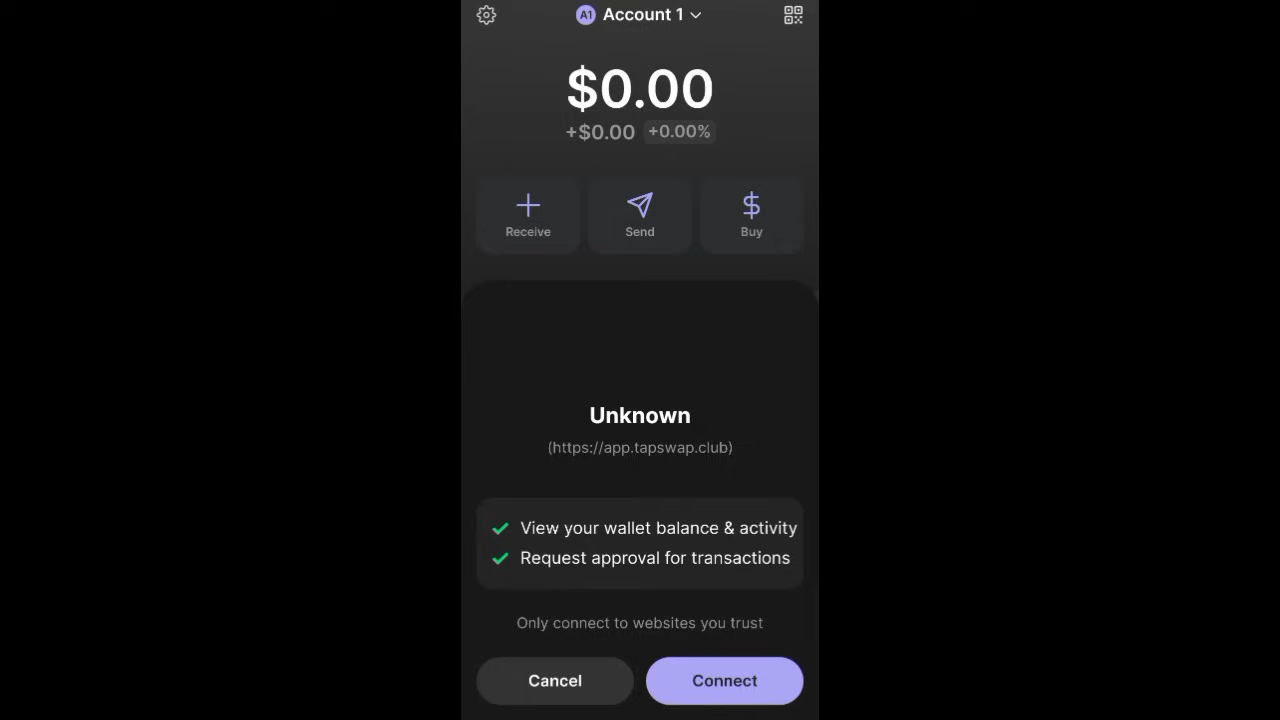 A1 Account 1
$0.00
+$0.00 +0.00%
Receive Send Buy
Unknown
(https://app.tapswap.club)
View your wallet balance & activity
Request approval for transactions
Only connect to websites you trust
Cancel Connect